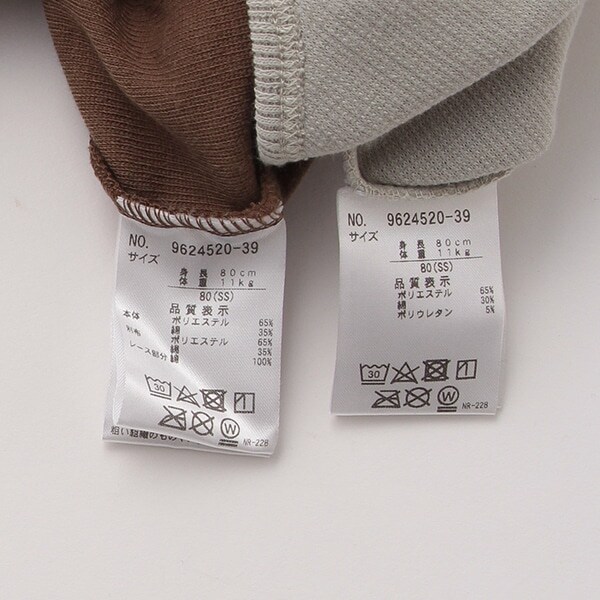 NO. 9624520-39
サイズ
身長 80cm
体重 11kg
80(SS)
品質表示
本体
ポリエステル 65%
綿 35%
別布
ポリエステル 65%
綿 35%
レース部分 綿 100%
30
W
NR-228
粗い
NO. 9624520-39
サイズ
身長 80cm
体重 11kg
80(SS)
品質表示
ポリエステル 65%
綿 30%
ポリウレタン 5%
30
W
NR-228